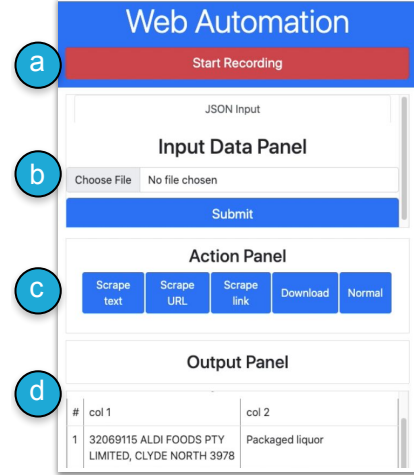 Web Automation
a
Start Recording
JSON Input
Input Data Panel
b
Choose File No file chosen
Submit
Action Panel
c
Scrape text
Scrape URL
Scrape link
Download
Normal
Output Panel
d
# col 1 col 2
1 32069115 ALDI FOODS PTY Packaged liquor
LIMITED, CLYDE NORTH 3978